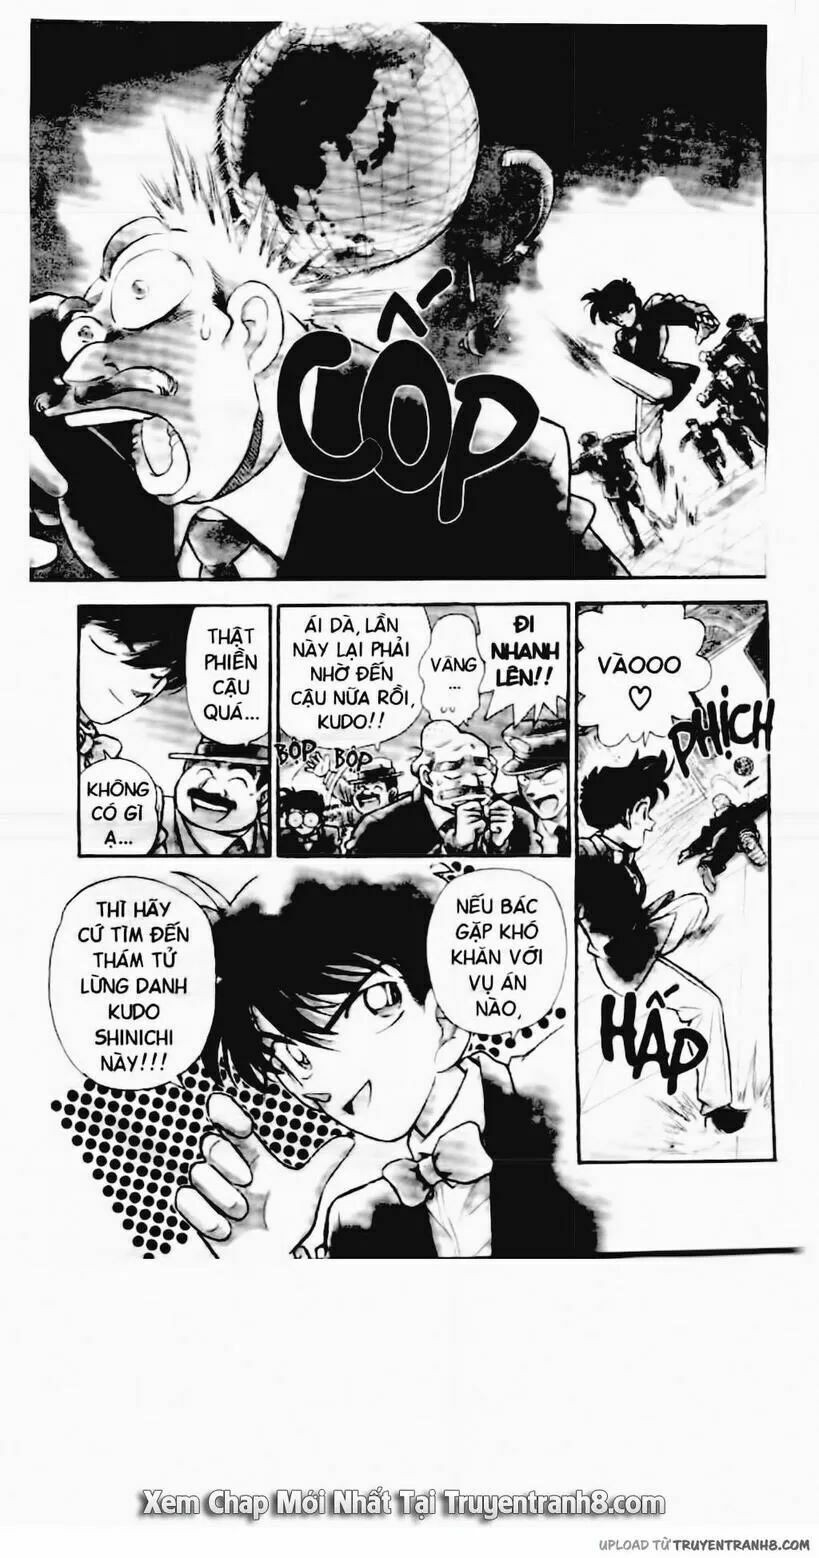 CỐP
VÀOOO
♡
PHỊCH
HẤP
ĐI
NHANH
LÊN!!
VÂNG
...
ÁI DÀ, LẦN
NÀY LẠI PHẢI
NHỜ ĐẾN
CẬU NỮA RỒI,
KUDO!!
BỘP
BỘP
THẬT
PHIỀN
CẬU
QUÁ...
KHÔNG
CÓ GÌ
Ạ...
NẾU BÁC
GẶP KHÓ
KHĂN VỚI
VỤ ÁN
NÀO,
THÌ HÃY
CỨ TÌM ĐẾN
THÁM TỬ
LỪNG DANH
KUDO
SHINICHI
NÀY!!!
Xem Chap Mới Nhất Tại Truyentranh8.com
UPLOAD TỪ TRUYENTRANH8.COM